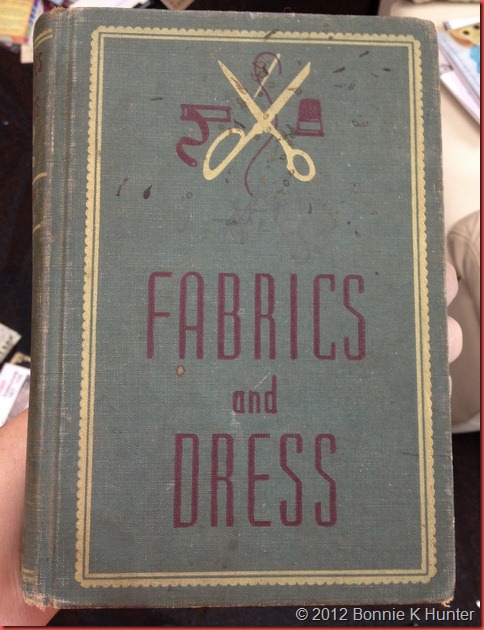 FABRICS
and
DRESS
© 2012 Bonnie K Hunter